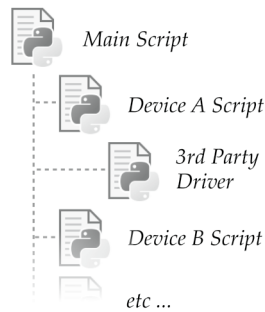 Main Script
Device A Script
3rd Party
Driver
Device B Script
etc ...